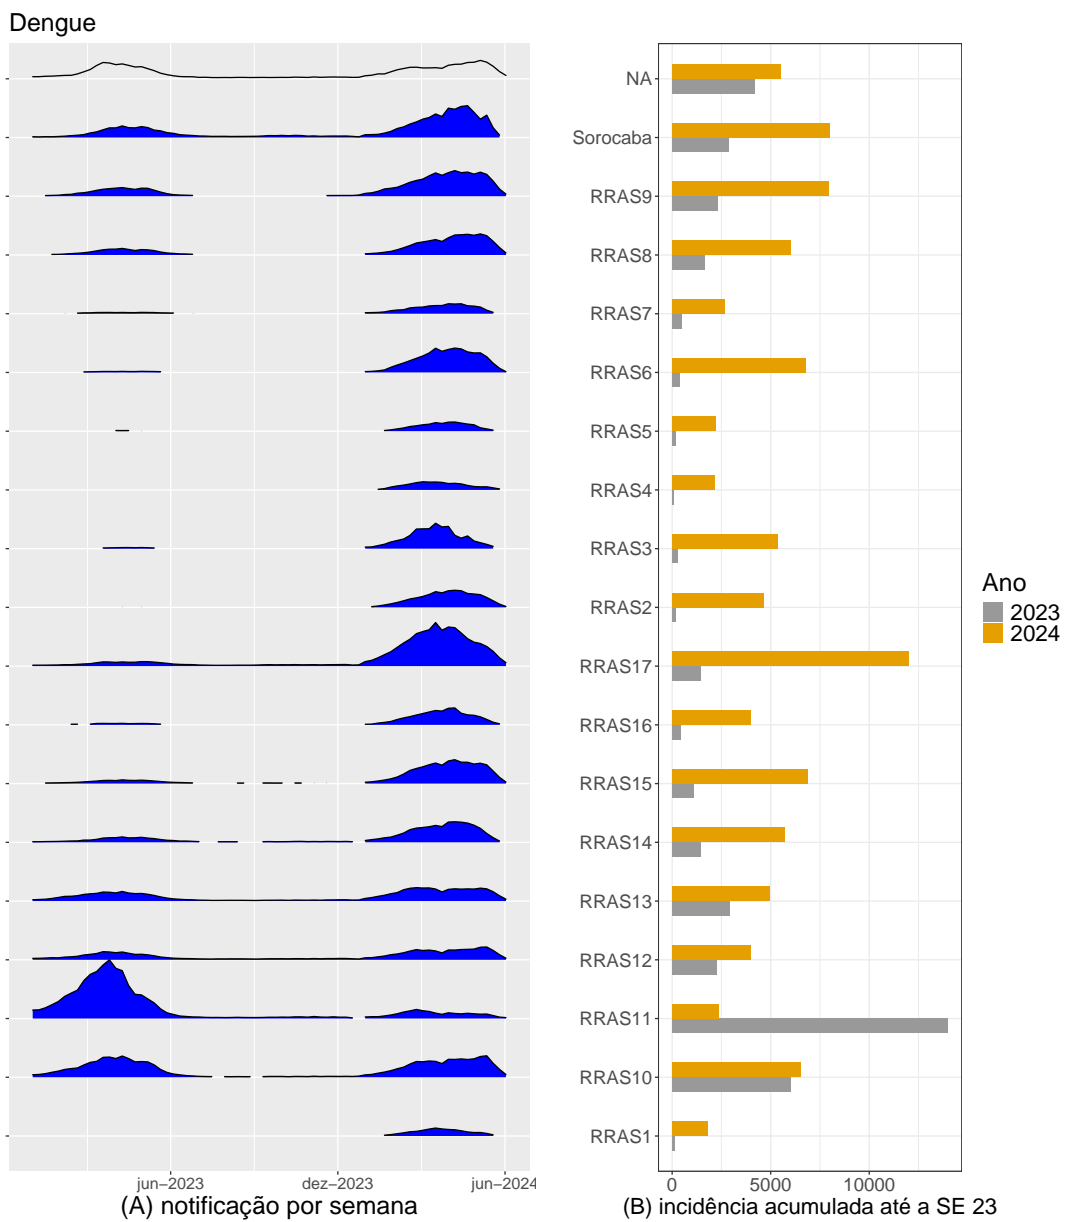 Dengue
NA
Sorocaba
RRAS9
RRAS8
RRAS7
RRAS6
RRAS5
RRAS4
RRAS3
RRAS2
RRAS17
RRAS16
RRAS15
RRAS14
RRAS13
RRAS12
RRAS11
RRAS10
RRAS1
jun−2023 dez−2023 jun−2024
(A) notificação por semana
0 5000 10000
(B) incidência acumulada até a SE 23
Ano
2023
2024